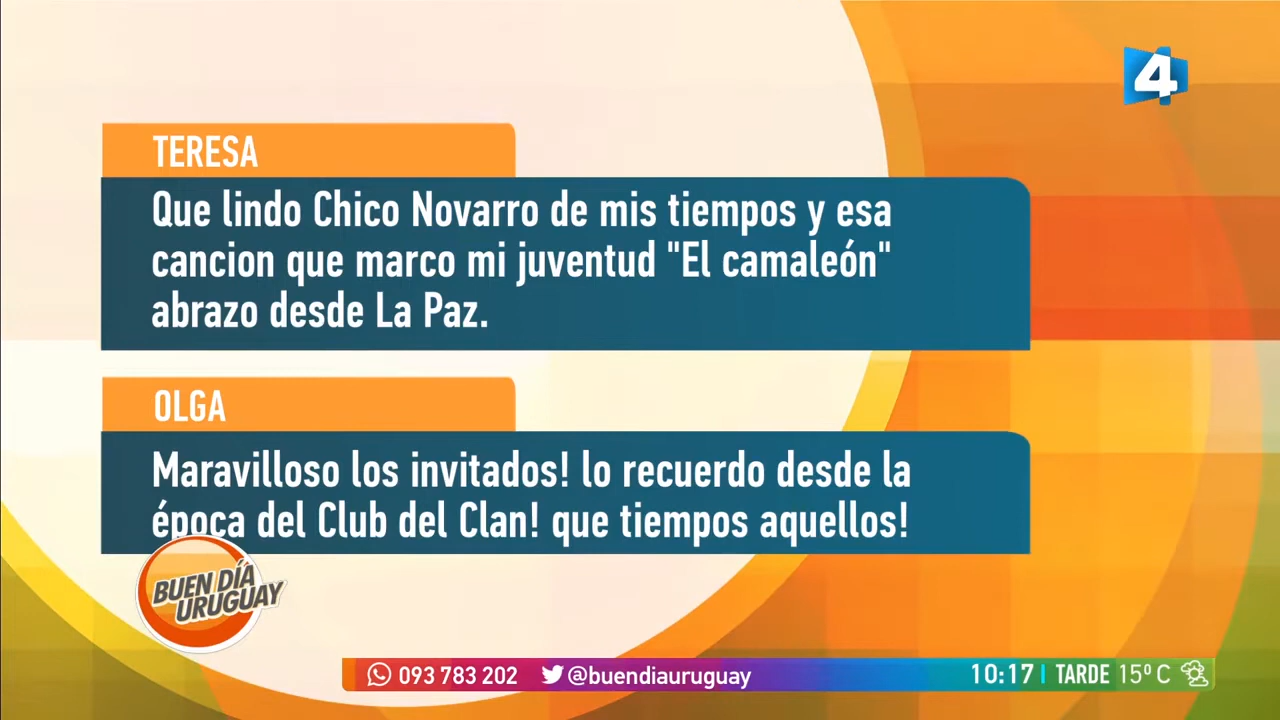 4
TERESA
Que lindo Chico Novarro de mis tiempos y esa
cancion que marco mi juventud "El camaleón"
abrazo desde La Paz.
OLGA
Maravilloso los invitados! lo recuerdo desde la
época del Club del Clan! que tiempos aquellos!
BUEN DÍA
URUGUAY
093 783 202 @buendiauruguay 10:17 TARDE 15º C